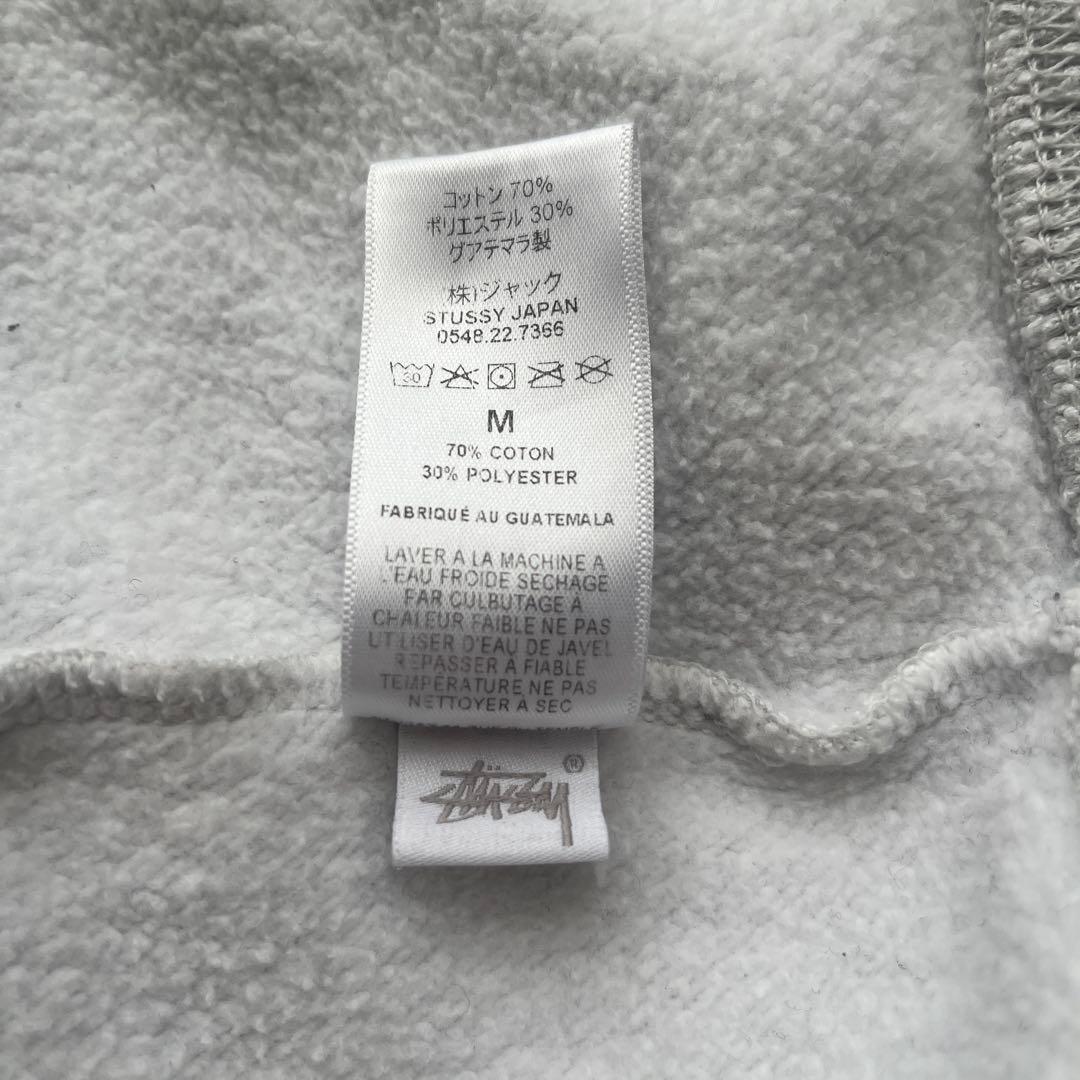 コットン 70%
ポリエステル 30%
グアテマラ製
株)ジャック
STUSSY JAPAN
0548.22.7366
30
M
70% COTON
30% POLYESTER
FABRIQUÉ AU GUATEMALA
LAVER A LA MACHINE A
L'EAU FROIDE SECHAGE
PAR CULBUTAGE A
CHALEUR FAIBLE NE PAS
UTILISER D'EAU DE JAVEL
REPASSER A FIABLE
TEMPERATURE NE PAS
NETTOYER A SEC
STÜSSY ®